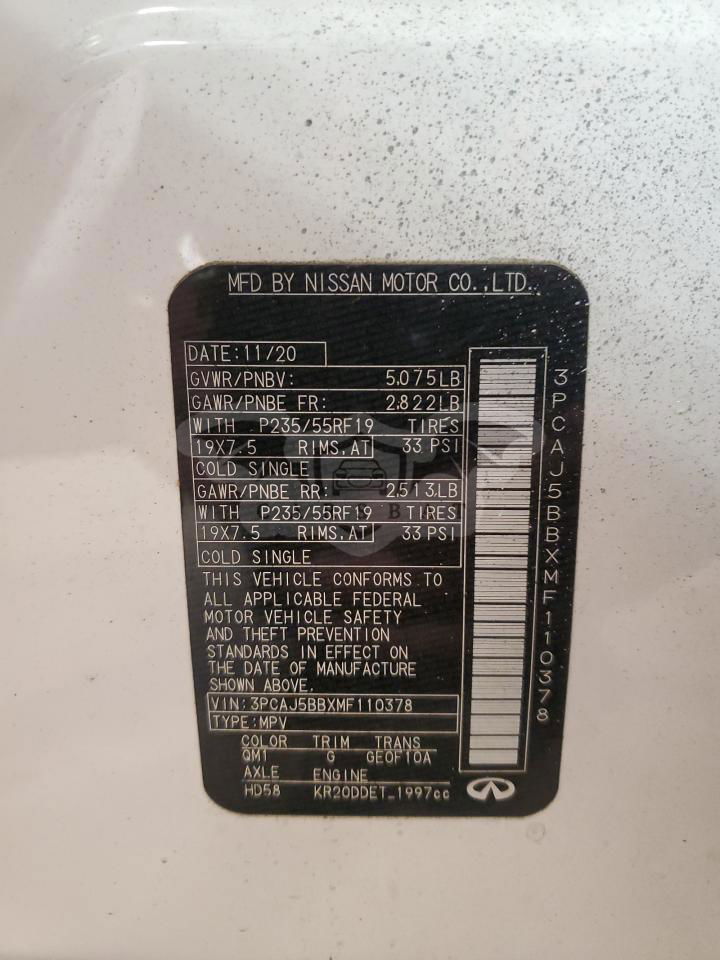 MFD BY NISSAN MOTOR CO.,LTD.
DATE:11/20
GVWR/PNBV: 5.075LB
GAWR/PNBE FR: 2.822LB
WITH P235/55RF19 TIRES
19X7.5 RIMS,AT 33 PSI
COLD SINGLE
GAWR/PNBE RR: 2.513LB
WITH P235/55RF19 TIRES
19X7.5 RIMS,AT 33 PSI
COLD SINGLE
THIS VEHICLE CONFORMS TO
ALL APPLICABLE FEDERAL
MOTOR VEHICLE SAFETY
AND THEFT PREVENTION
STANDARDS IN EFFECT ON
THE DATE OF MANUFACTURE
SHOWN ABOVE.
VIN:3PCAJ5BBXMF110378
TYPE:MPV
COLOR TRIM TRANS
QM1 G GE0F10A
AXLE ENGINE
HD58 KR20DDET_1997cc
3PCAJ5BBXMF110378